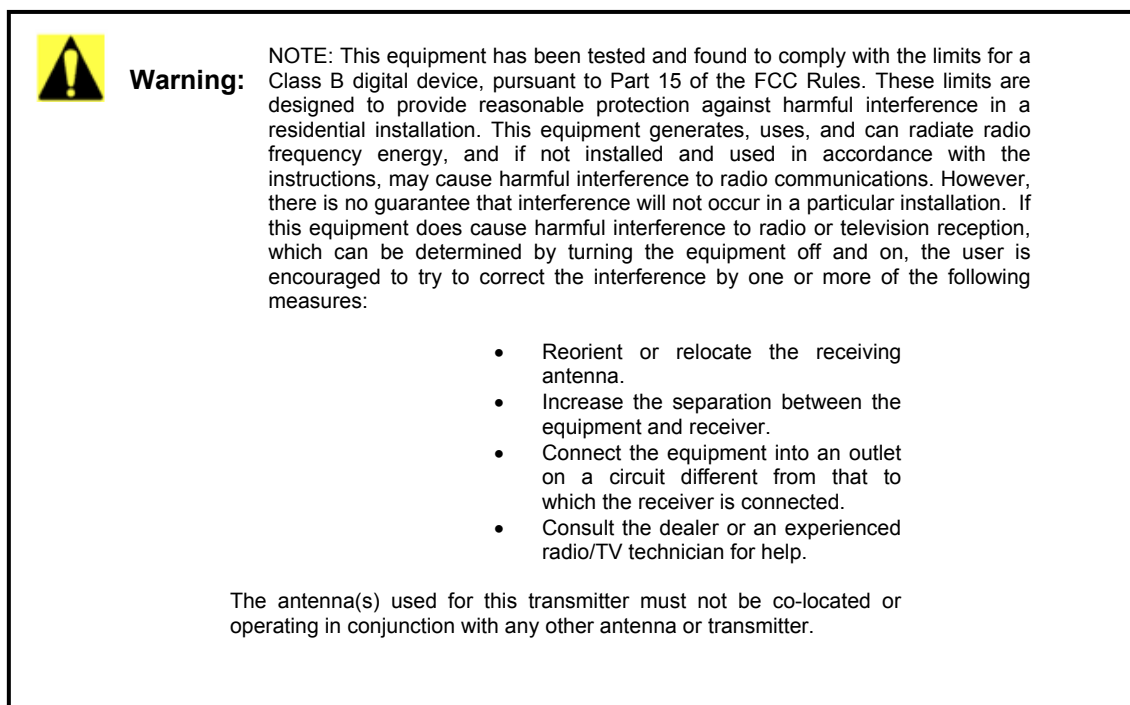 NOTE: This equipment has been tested and found to comply with the limits for a
Warning: Class B digital device, pursuant to Part 15 of the FCC Rules. These limits are
designed to provide reasonable protection against harmful interference in a
residential installation. This equipment generates, uses, and can radiate radio
frequency energy, and if not installed and used in accordance with the
instructions, may cause harmful interference to radio communications. However,
there is no guarantee that interference will not occur in a particular installation. If
this equipment does cause harmful interference to radio or television reception,
which can be determined by turning the equipment off and on, the user is
encouraged to try to correct the interference by one or more of the following
measures:
• Reorient or relocate the receiving
antenna.
• Increase the separation between the
equipment and receiver.
• Connect the equipment into an outlet
on a circuit different from that to
which the receiver is connected.
• Consult the dealer or an experienced
radio/TV technician for help.
The antenna(s) used for this transmitter must not be co-located or
operating in conjunction with any other antenna or transmitter.